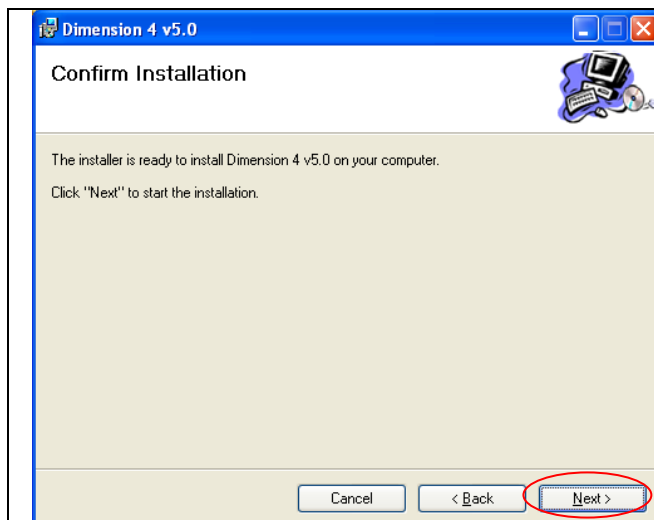 Dimension 4 v5.0
Confirm Installation
The installer is ready to install Dimension 4 v5.0 on your computer.
Click "Next" to start the installation.
Cancel
< Back
Next >